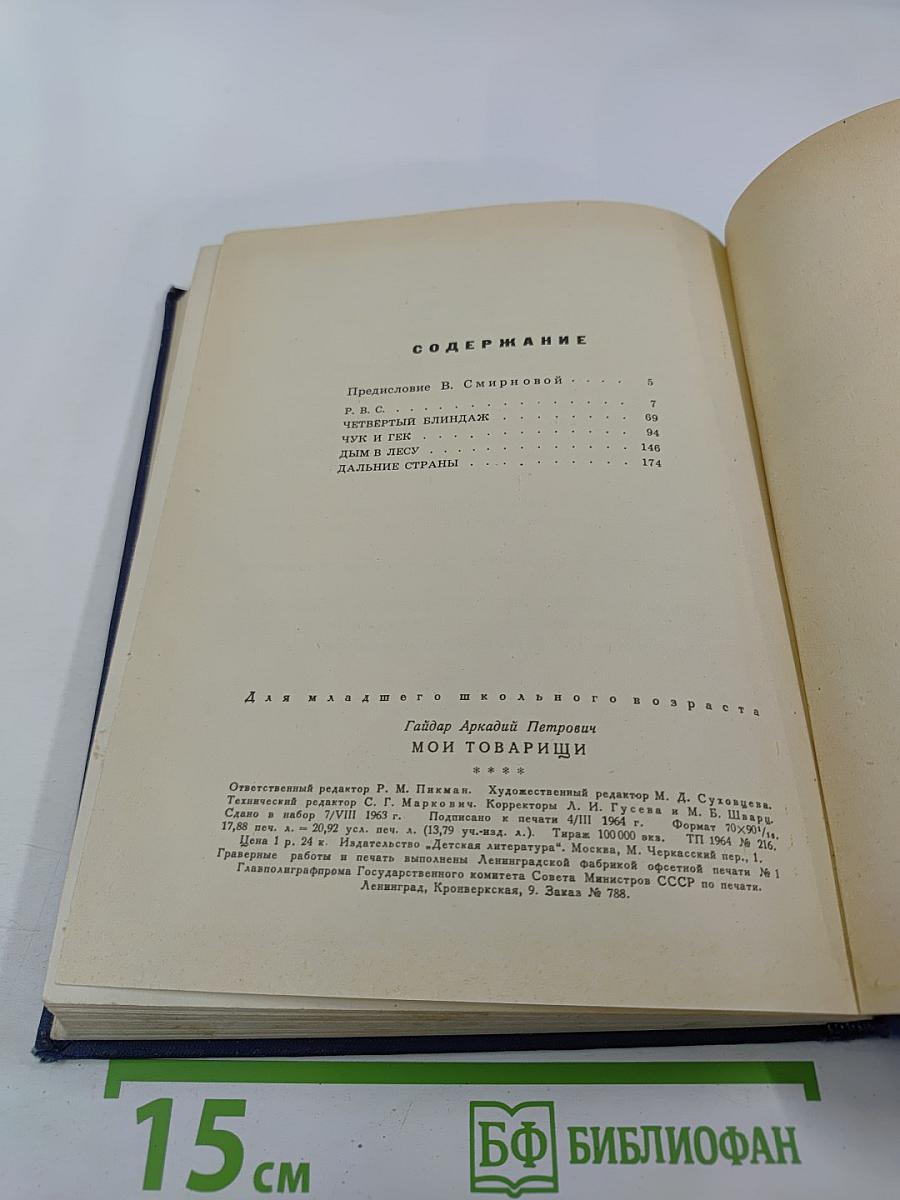 СОДЕРЖАНИЕ
Предисловие В. Смирновой . . . . 5
Р. В. С. . . . . . . . . . . . . . . . 7
ЧЕТВЕРТЫЙ БЛИНДАЖ . . . . . . . . 69
ЧУК И ГЕК . . . . . . . . . . . . . 94
ДЫМ В ЛЕСУ . . . . . . . . . . . . . 146
ДАЛЬНИЕ СТРАНЫ . . . . . . . . . . 174
Для младшего школьного возраста
Гайдар Аркадий Петрович
МОИ ТОВАРИЩИ
* * * *
Ответственный редактор Р. М. Пикман. Художественный редактор М. Д. Суховцева.
Технический редактор С. Г. Маркович. Корректоры Л. И. Гусева и М. Б. Шварц.
Сдано в набор 7/VIII 1963 г. Подписано к печати 4/III 1964 г. Формат 70×90¹/₁₆.
17,88 печ. л. = 20,92 усл. печ. л. (13,79 уч.-изд. л.). Тираж 100 000 экз. ТП 1964 № 216.
Цена 1 р. 24 к. Издательство „Детская литература“. Москва, М. Черкасский пер., 1.
Граверные работы и печать выполнены Ленинградской фабрикой офсетной печати № 1
Главполиграфпрома Государственного комитета Совета Министров СССР по печати.
Ленинград, Кронверкская, 9. Заказ № 788.
15 см
БФ БИБЛИОФАН